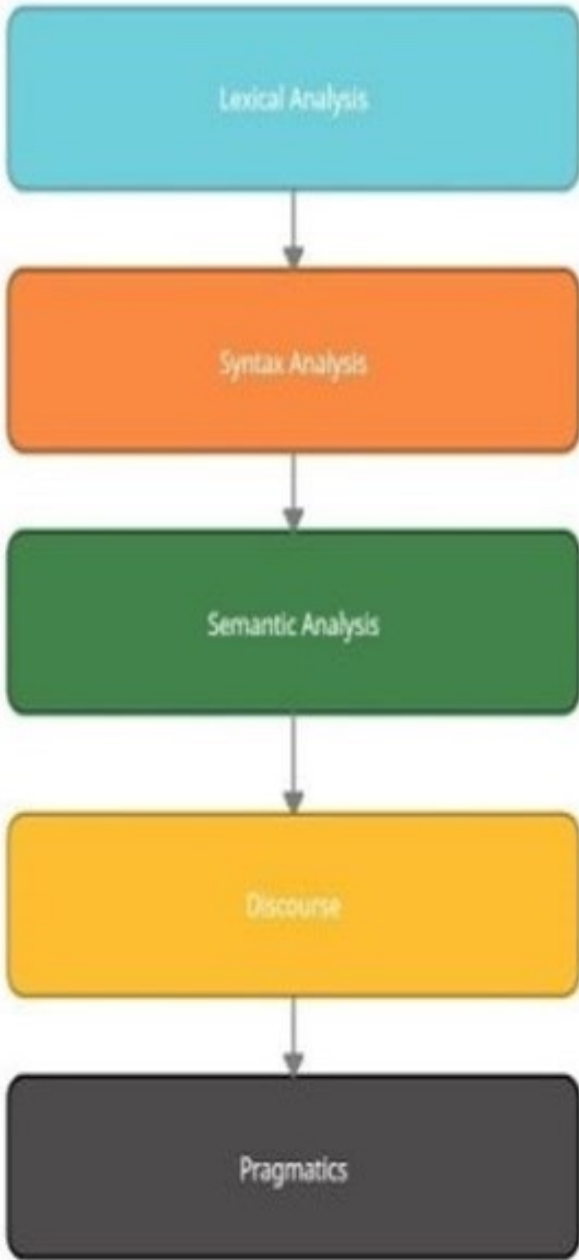 Lexical Analysis
Syntax Analysis
Semantic Analysis
Discourse
Pragmatics